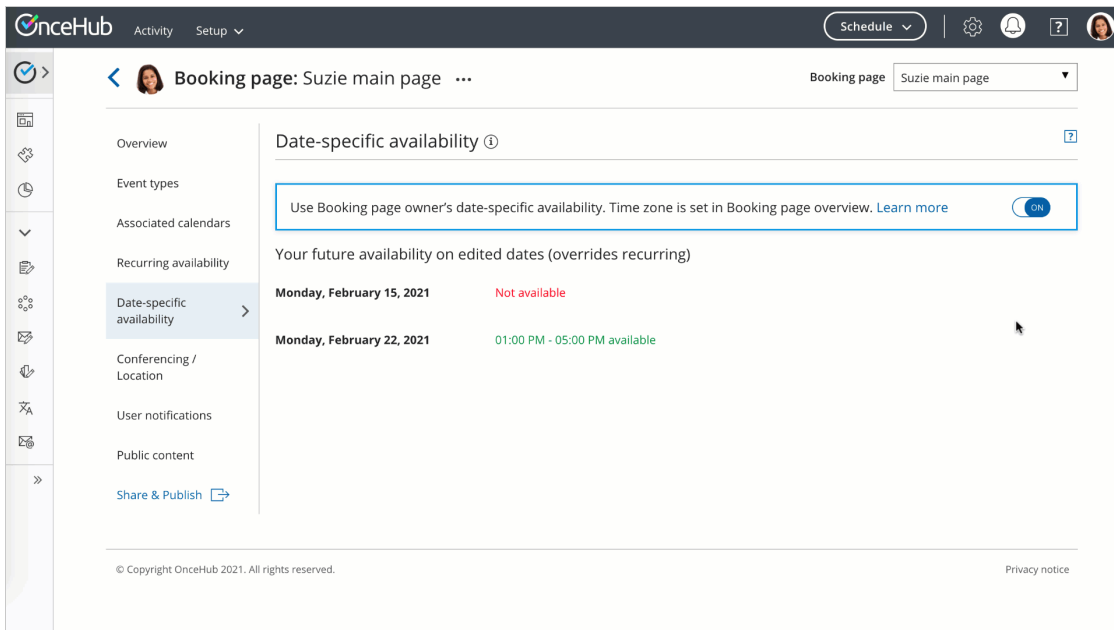 OnceHub Activity Setup Schedule ?
Booking page: Suzie main page ...
Booking page Suzie main page
Overview
Event types
Associated calendars
Recurring availability
Date-specific
availability
Conferencing /
Location
User notifications
Public content
Share & Publish
Date-specific availability
?
Use Booking page owner's date-specific availability. Time zone is set in Booking page overview. Learn more ON
Your future availability on edited dates (overrides recurring)
Monday, February 15, 2021 Not available
Monday, February 22, 2021 01:00 PM - 05:00 PM available
© Copyright OnceHub 2021. All rights reserved. Privacy notice